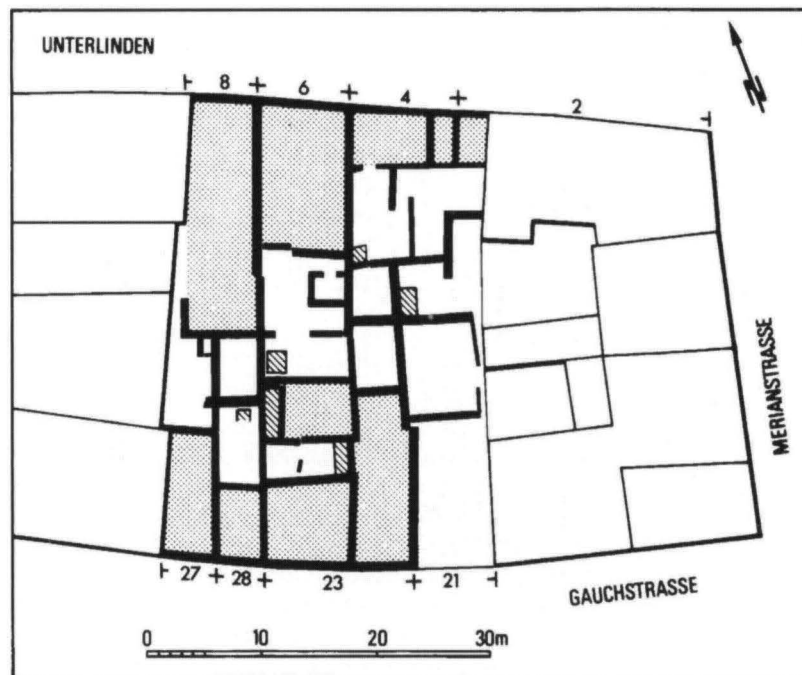 UNTERLINDEN
N
8 6 4 2
MERIANSTRASSE
27 28 23 21
GAUCHSTRASSE
0 10 20 30m